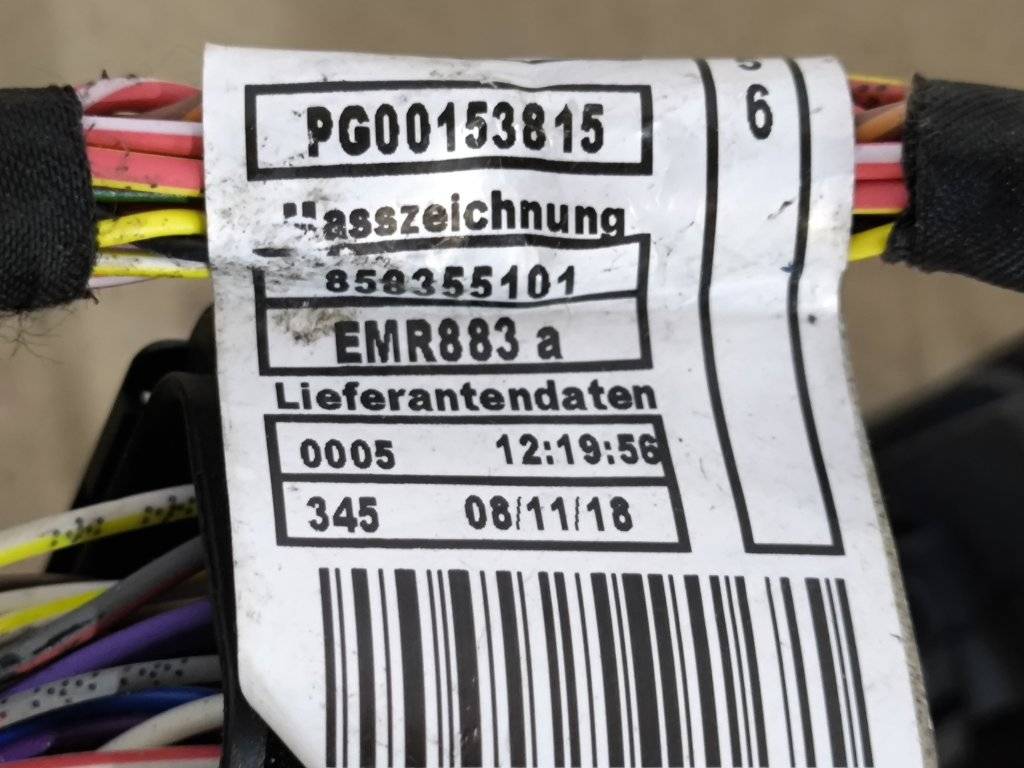 PG00153815
6
Masszeichnung
858355101
EMR883 a
Lieferantendaten
0005 12:19:56
345 08/11/18